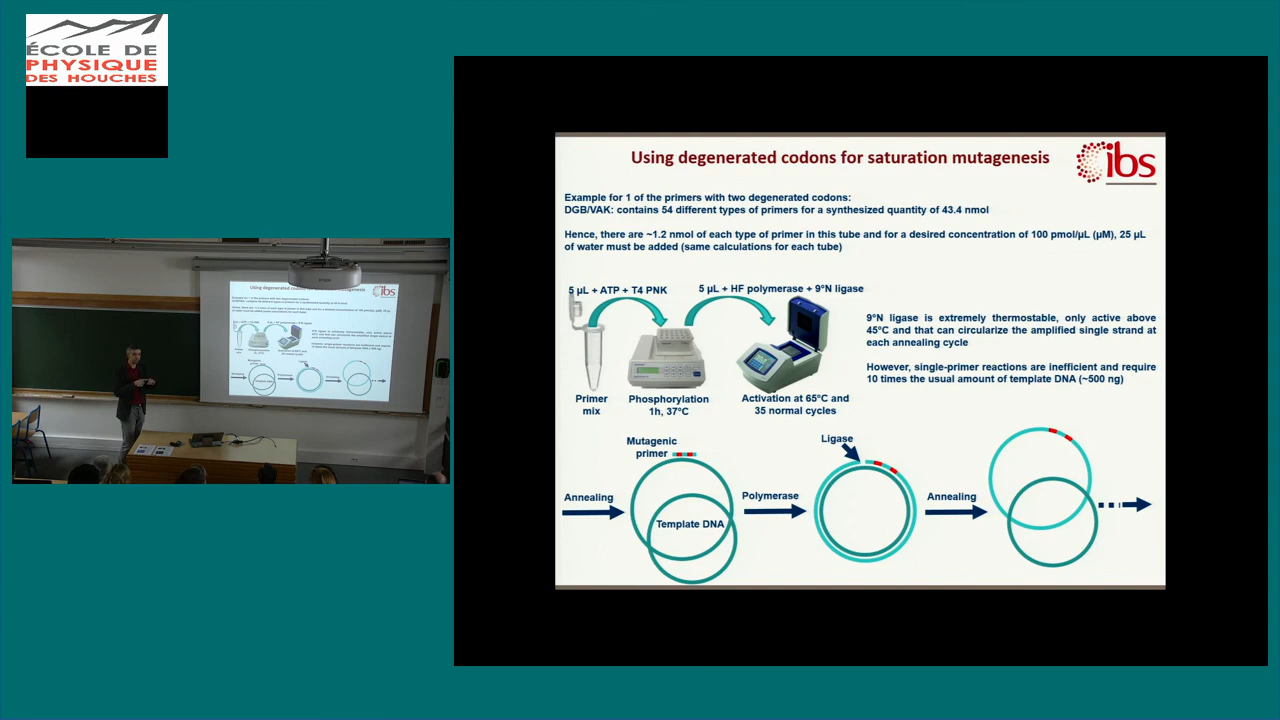 ÉCOLE DE
PHYSIQUE
DES HOUCHES
Using degenerated codons for saturation mutagenesis
ibs
Example for 1 of the primers with two degenerated codons:
DGB/VAK: contains 54 different types of primers for a synthesized quantity of 43.4 nmol
Hence, there are ~1.2 nmol of each type of primer in this tube and for a desired concentration of 100 pmol/µL (µM), 25 µL
of water must be added (same calculations for each tube)
5 µL + ATP + T4 PNK
5 µL + HF polymerase + 9°N ligase
9°N ligase is extremely thermostable, only active above
45°C and that can circularize the amplified single strand at
each annealing cycle
However, single-primer reactions are inefficient and require
10 times the usual amount of template DNA (~500 ng)
Primer
mix
Phosphorylation
1h, 37°C
Activation at 65°C and
35 normal cycles
Mutagenic
primer
Ligase
Annealing
Template DNA
Polymerase
Annealing
Using degenerated codons for saturation mutagenesis
ibs